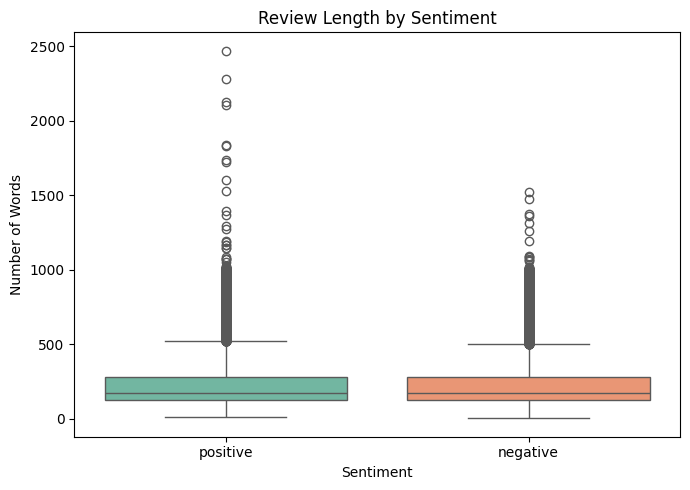 Review Length by Sentiment
Number of Words
2500
2000
1500
1000
500
0
positive
negative
Sentiment